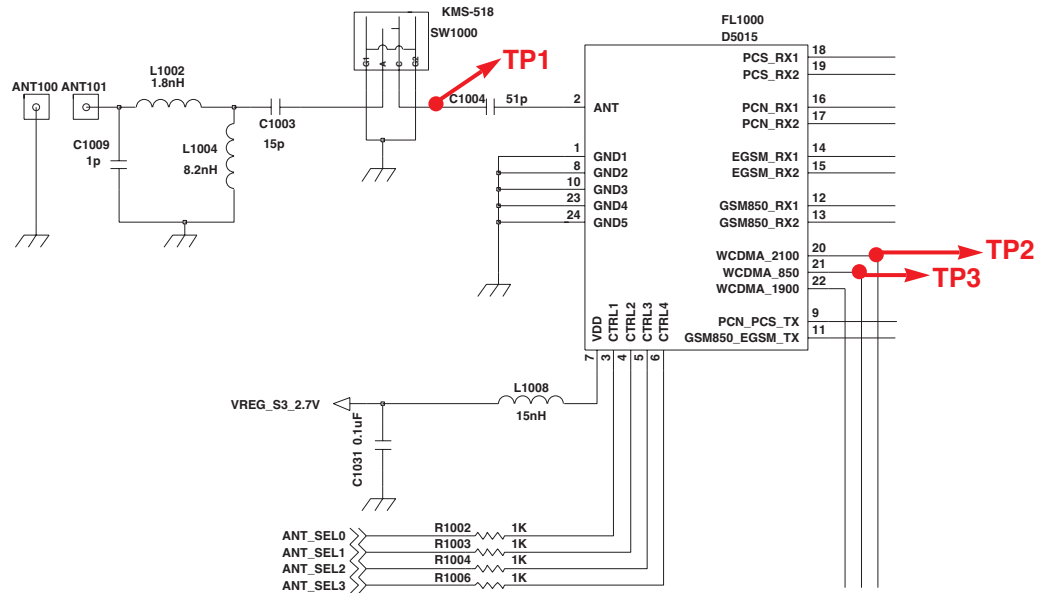 KMS-518
SW1000
G1 A C G2
FL1000
D5015
TP1
L1002
1.8nH
ANT100 ANT101
C1009
1p
L1004
8.2nH
C1003
15p
C1004 51p
2 ANT
1 GND1
8 GND2
10 GND3
23 GND4
24 GND5
PCS_RX1 18
PCS_RX2 19
PCN_RX1 16
PCN_RX2 17
EGSM_RX1 14
EGSM_RX2 15
GSM850_RX1 12
GSM850_RX2 13
WCDMA_2100 20
TP2
WCDMA_850 21
TP3
WCDMA_1900 22
PCN_PCS_TX 9
GSM850_EGSM_TX 11
VDD
CTRL1
CTRL2
CTRL3
CTRL4
7 3 4 5 6
L1008
15nH
VREG_S3_2.7V
C1031 0.1uF
ANT_SEL0 R1002 1K
ANT_SEL1 R1003 1K
ANT_SEL2 R1004 1K
ANT_SEL3 R1006 1K